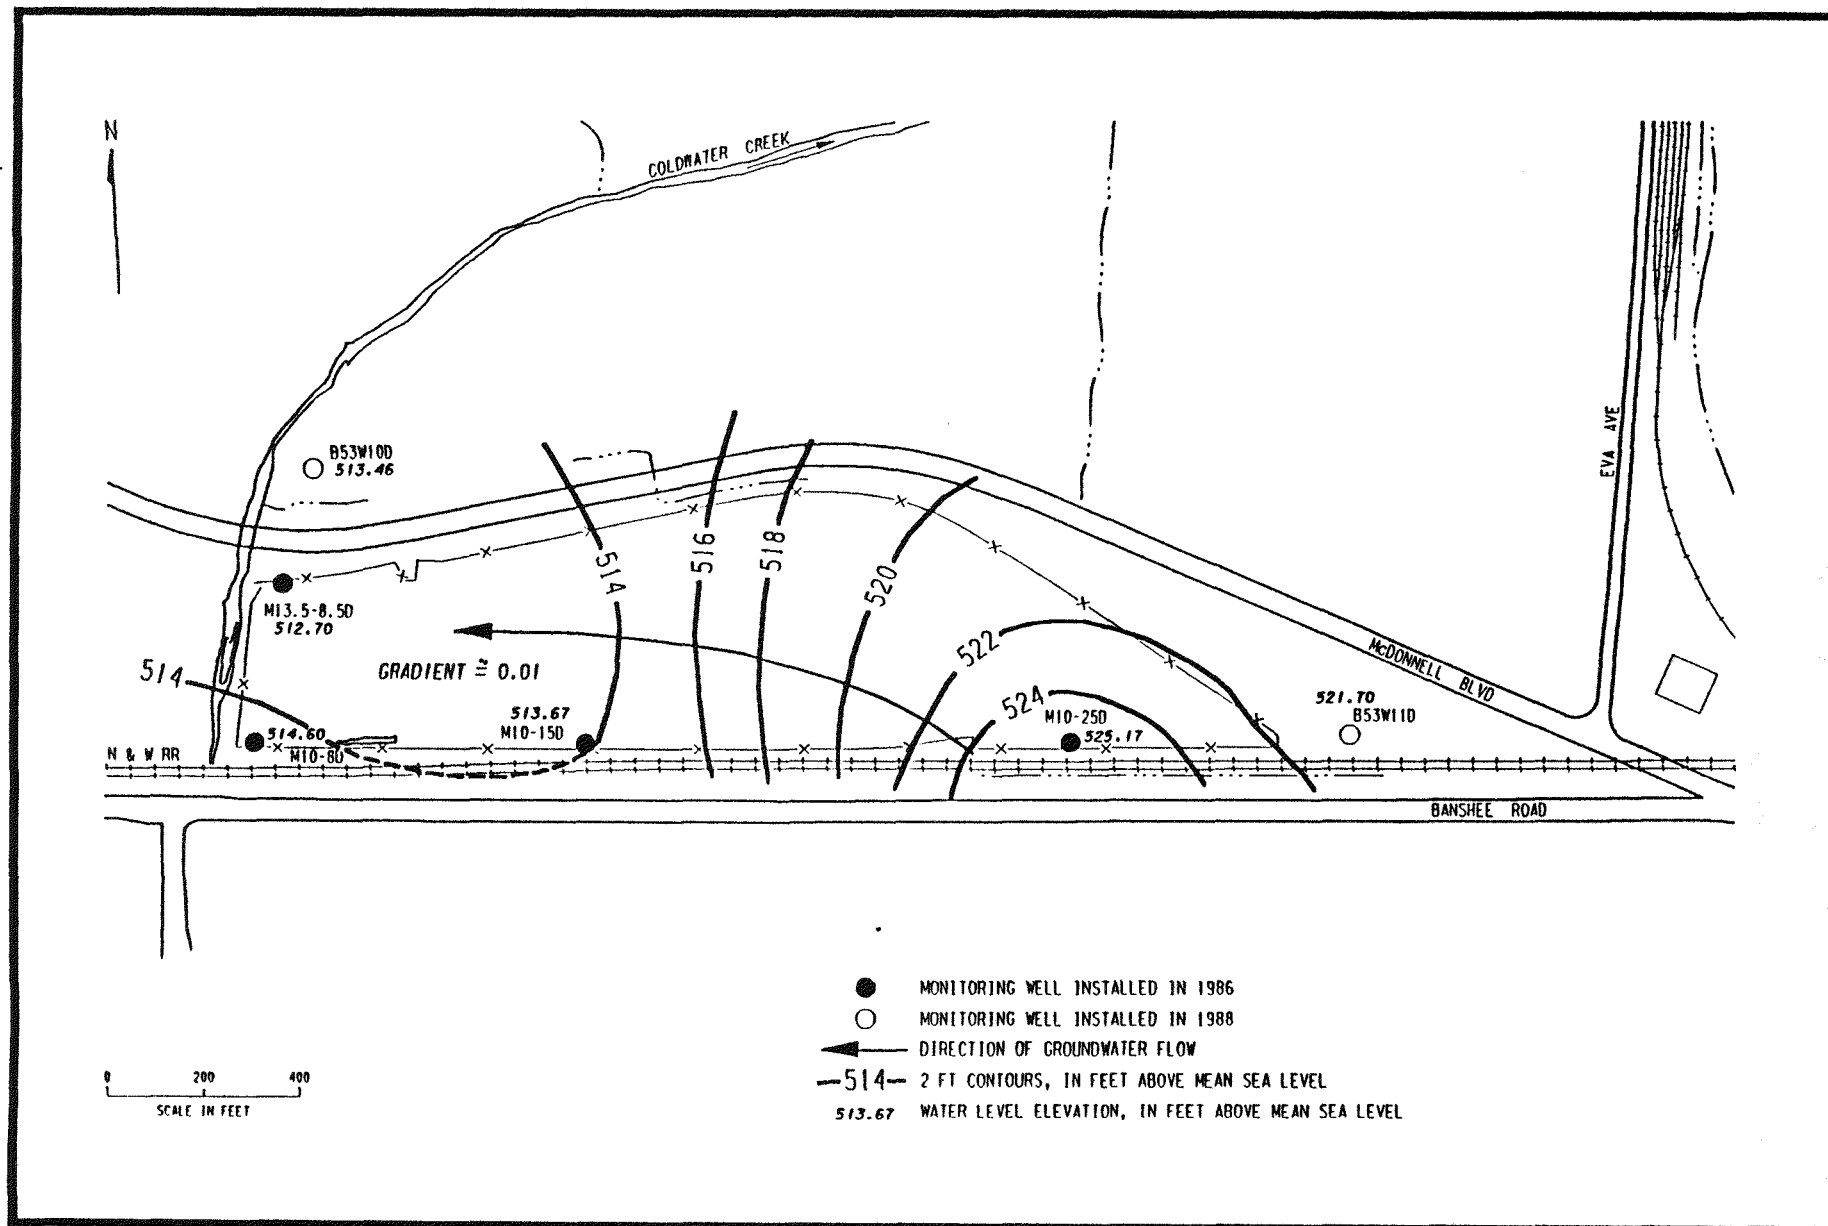 N
COLDWATER CREEK
B53W10D
513.46
EVA AVE
514
516
518
520
522
524
M13.5-8.5D
512.70
514
GRADIENT ≅ 0.01
McDONNELL BLVD
513.67
M10-15D
514.60
M10-8D
M10-25D
525.17
521.70
B53W11D
N & W RR
BANSHEE ROAD
MONITORING WELL INSTALLED IN 1986
MONITORING WELL INSTALLED IN 1988
DIRECTION OF GROUNDWATER FLOW
514 2 FT CONTOURS, IN FEET ABOVE MEAN SEA LEVEL
513.67 WATER LEVEL ELEVATION, IN FEET ABOVE MEAN SEA LEVEL
0 200 400
SCALE IN FEET